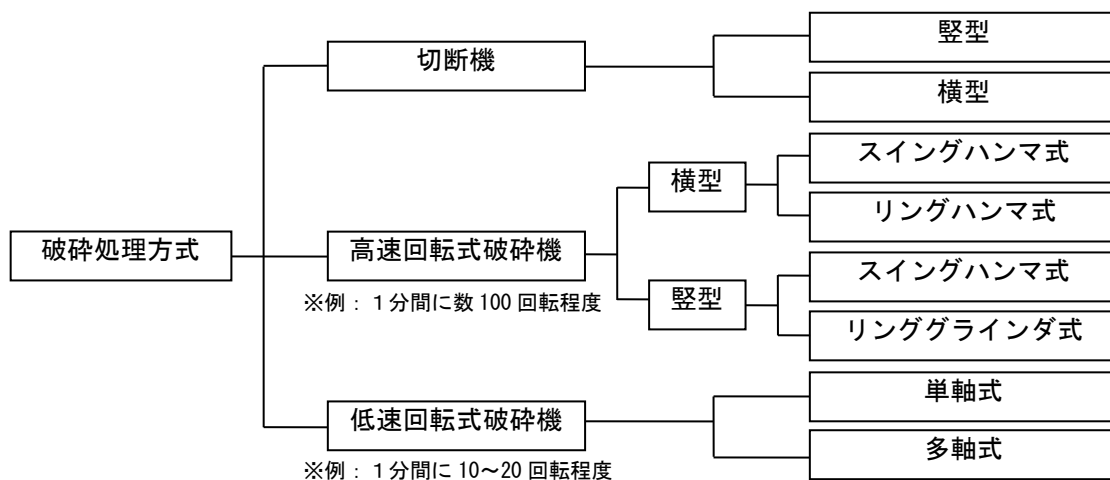 破砕処理方式
切断機
竪型
横型
高速回転式破砕機
※例：１分間に数100回転程度
横型
スイングハンマ式
リングハンマ式
竪型
スイングハンマ式
リンググラインダ式
低速回転式破砕機
※例：１分間に10～20回転程度
単軸式
多軸式